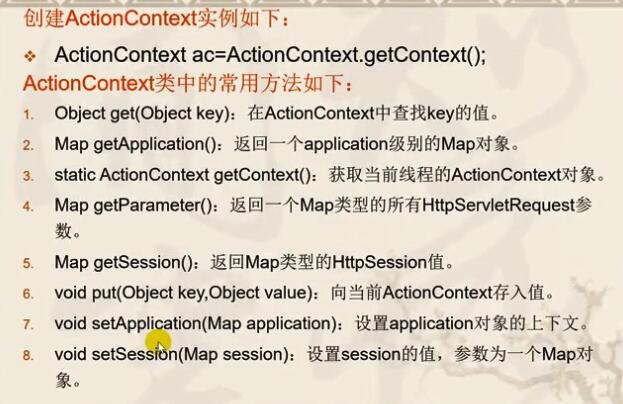 创建ActionContext实例如下：
❖ ActionContext ac=ActionContext.getContext();
ActionContext类中的常用方法如下：
1. Object get(Object key)：在ActionContext中查找key的值。
2. Map getApplication()：返回一个application级别的Map对象。
3. static ActionContext getContext()：获取当前线程的ActionContext对象。
4. Map getParameter()：返回一个Map类型的所有HttpServletRequest参
数。
5. Map getSession()：返回Map类型的HttpSession值。
6. void put(Object key,Object value)：向当前ActionContext存入值。
7. void setApplication(Map application)：设置application对象的上下文。
8. void setSession(Map session)：设置session的值，参数为一个Map对
象。